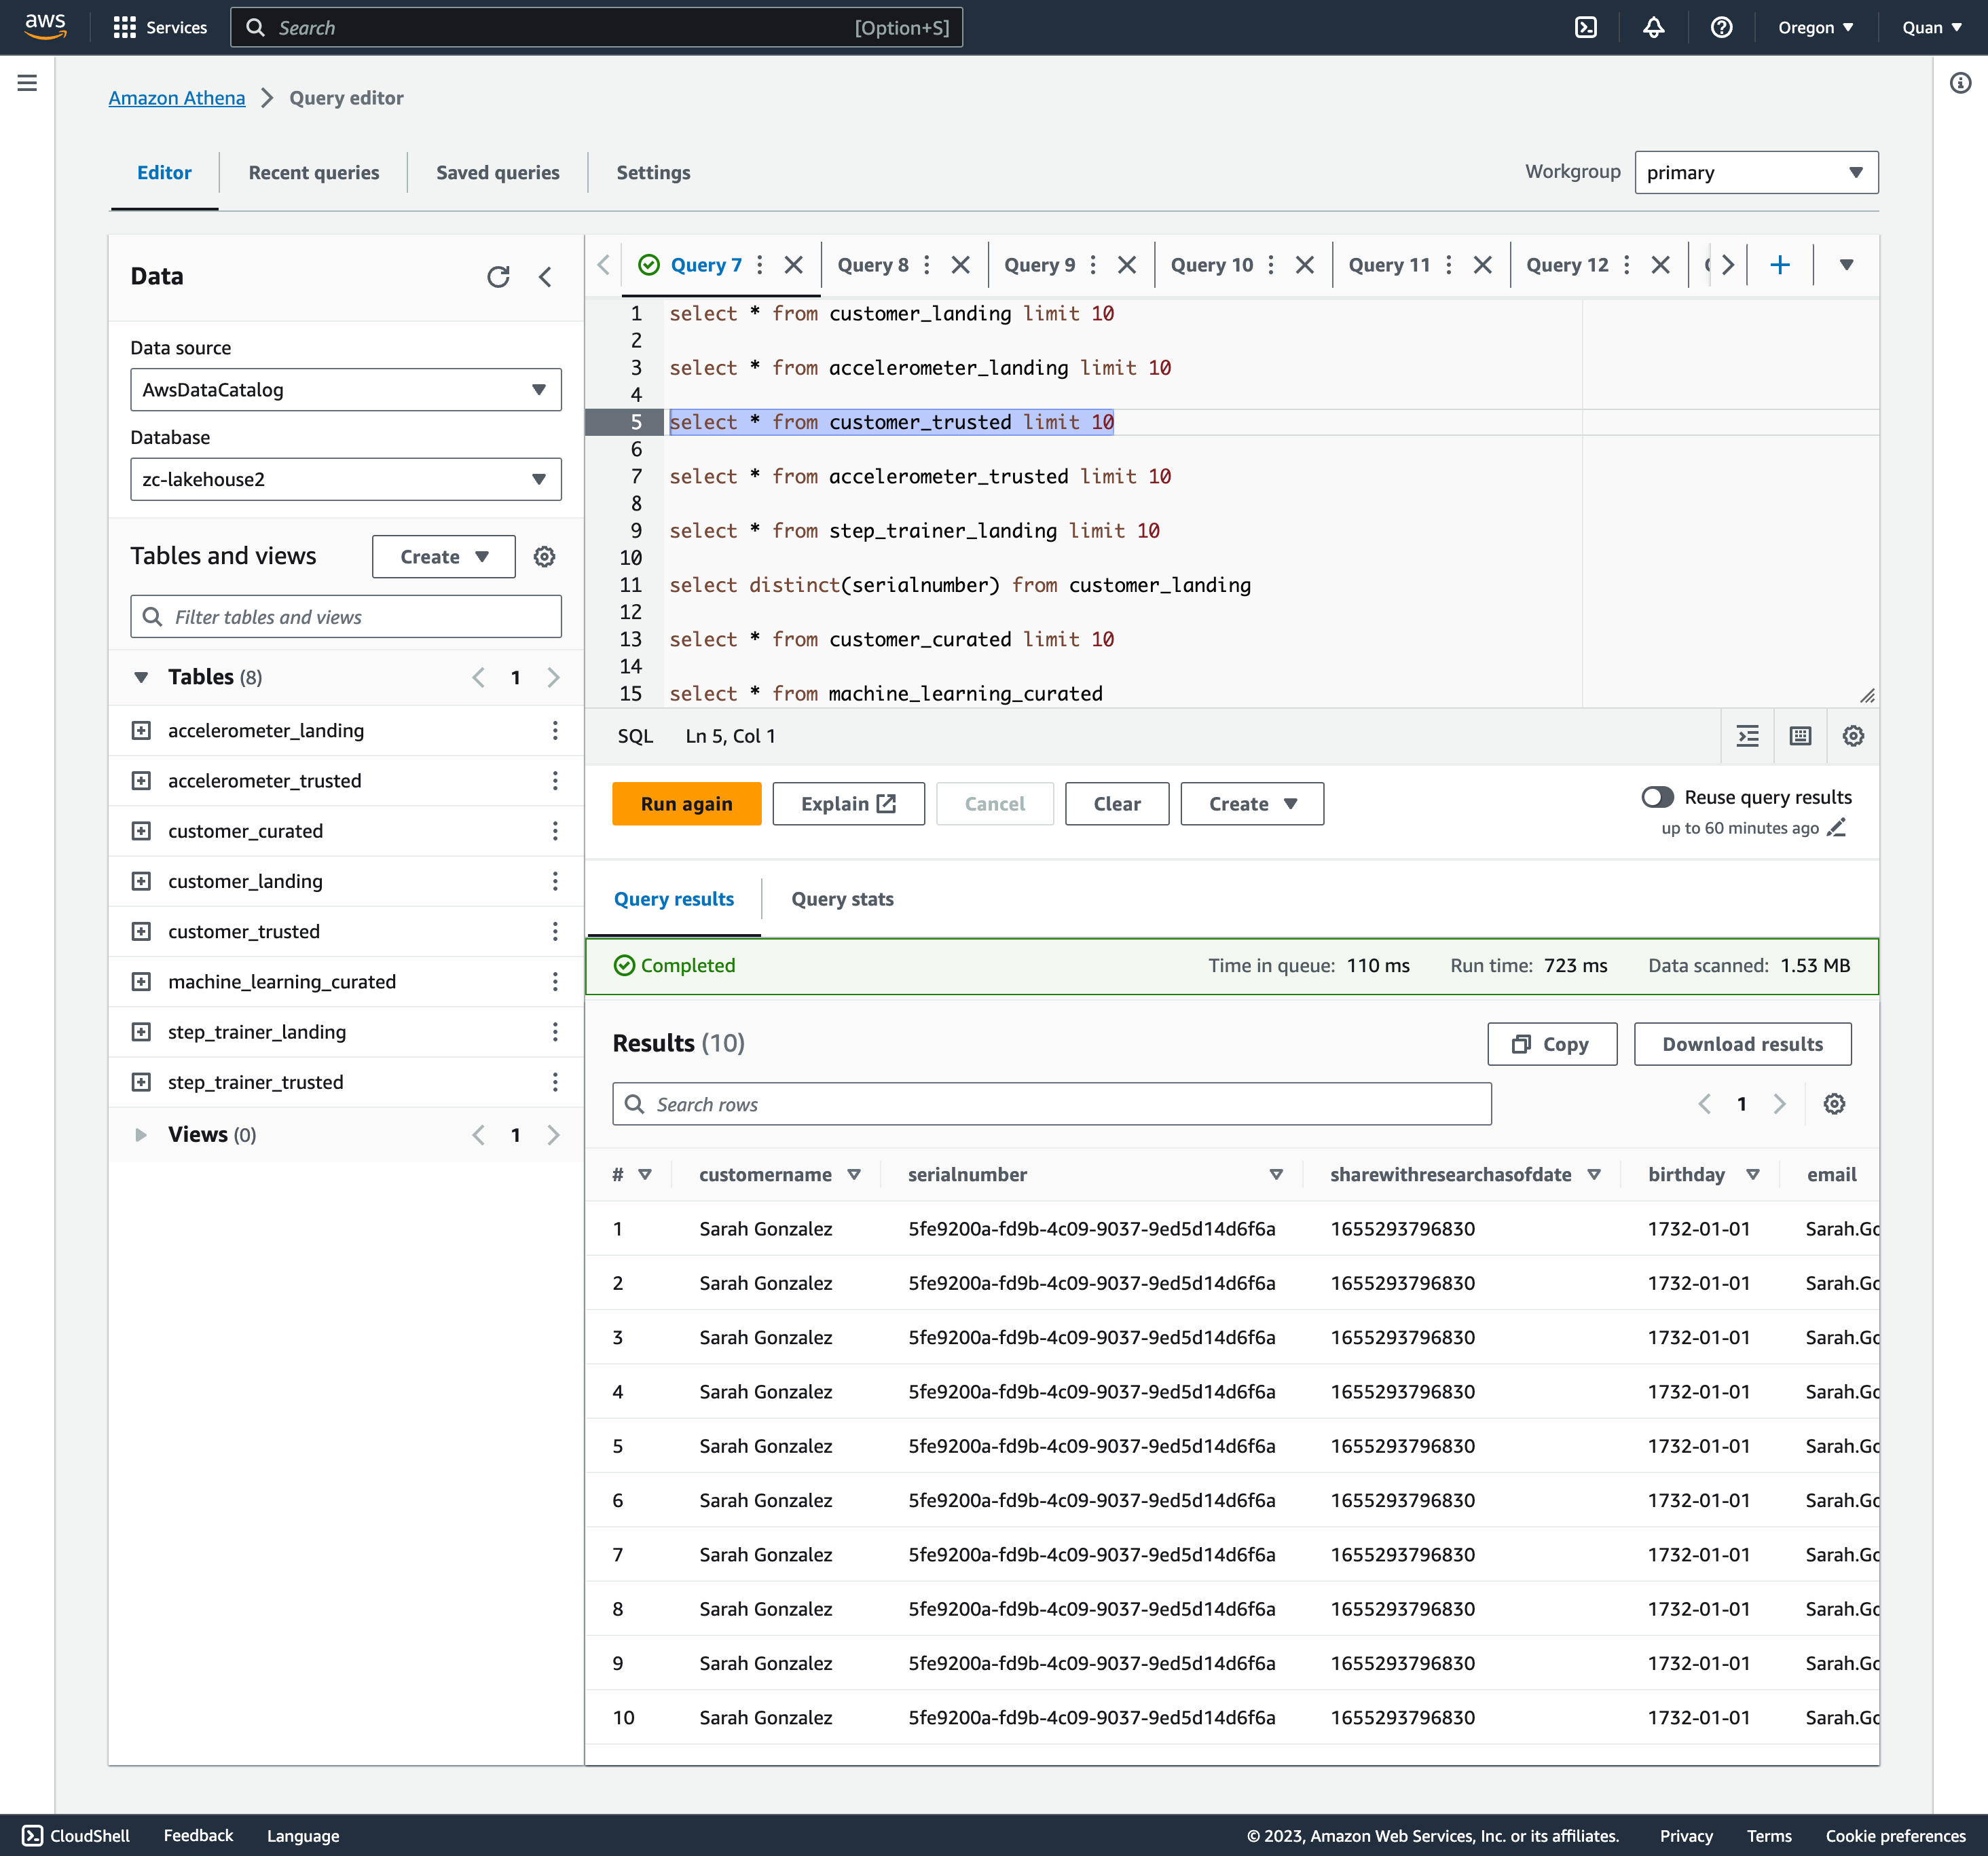 aws Services Search [Option+S] Oregon Quan
Amazon Athena Query editor
Editor Recent queries Saved queries Settings Workgroup primary
Data
Data source
AwsDataCatalog
Database
zc-lakehouse2
Tables and views Create
Filter tables and views
Tables (8) 1
accelerometer_landing
accelerometer_trusted
customer_curated
customer_landing
customer_trusted
machine_learning_curated
step_trainer_landing
step_trainer_trusted
Views (0) 1
Query 7 Query 8 Query 9 Query 10 Query 11 Query 12
1 select * from customer_landing limit 10
2
3 select * from accelerometer_landing limit 10
4
5 select * from customer_trusted limit 10
6
7 select * from accelerometer_trusted limit 10
8
9 select * from step_trainer_landing limit 10
10
11 select distinct(serialnumber) from customer_landing
12
13 select * from customer_curated limit 10
14
15 select * from machine_learning_curated
SQL Ln 5, Col 1
Run again Explain Cancel Clear Create Reuse query results
up to 60 minutes ago
Query results Query stats
Completed Time in queue: 110 ms Run time: 723 ms Data scanned: 1.53 MB
Results (10) Copy Download results
Search rows 1
# customername serialnumber sharewithresearchasofdate birthday email
1 Sarah Gonzalez 5fe9200a-fd9b-4c09-9037-9ed5d14d6f6a 1655293796830 1732-01-01 Sarah.Go
2 Sarah Gonzalez 5fe9200a-fd9b-4c09-9037-9ed5d14d6f6a 1655293796830 1732-01-01 Sarah.Go
3 Sarah Gonzalez 5fe9200a-fd9b-4c09-9037-9ed5d14d6f6a 1655293796830 1732-01-01 Sarah.Go
4 Sarah Gonzalez 5fe9200a-fd9b-4c09-9037-9ed5d14d6f6a 1655293796830 1732-01-01 Sarah.Go
5 Sarah Gonzalez 5fe9200a-fd9b-4c09-9037-9ed5d14d6f6a 1655293796830 1732-01-01 Sarah.Go
6 Sarah Gonzalez 5fe9200a-fd9b-4c09-9037-9ed5d14d6f6a 1655293796830 1732-01-01 Sarah.Go
7 Sarah Gonzalez 5fe9200a-fd9b-4c09-9037-9ed5d14d6f6a 1655293796830 1732-01-01 Sarah.Go
8 Sarah Gonzalez 5fe9200a-fd9b-4c09-9037-9ed5d14d6f6a 1655293796830 1732-01-01 Sarah.Go
9 Sarah Gonzalez 5fe9200a-fd9b-4c09-9037-9ed5d14d6f6a 1655293796830 1732-01-01 Sarah.Go
10 Sarah Gonzalez 5fe9200a-fd9b-4c09-9037-9ed5d14d6f6a 1655293796830 1732-01-01 Sarah.Go
CloudShell Feedback Language © 2023, Amazon Web Services, Inc. or its affiliates. Privacy Terms Cookie preferences